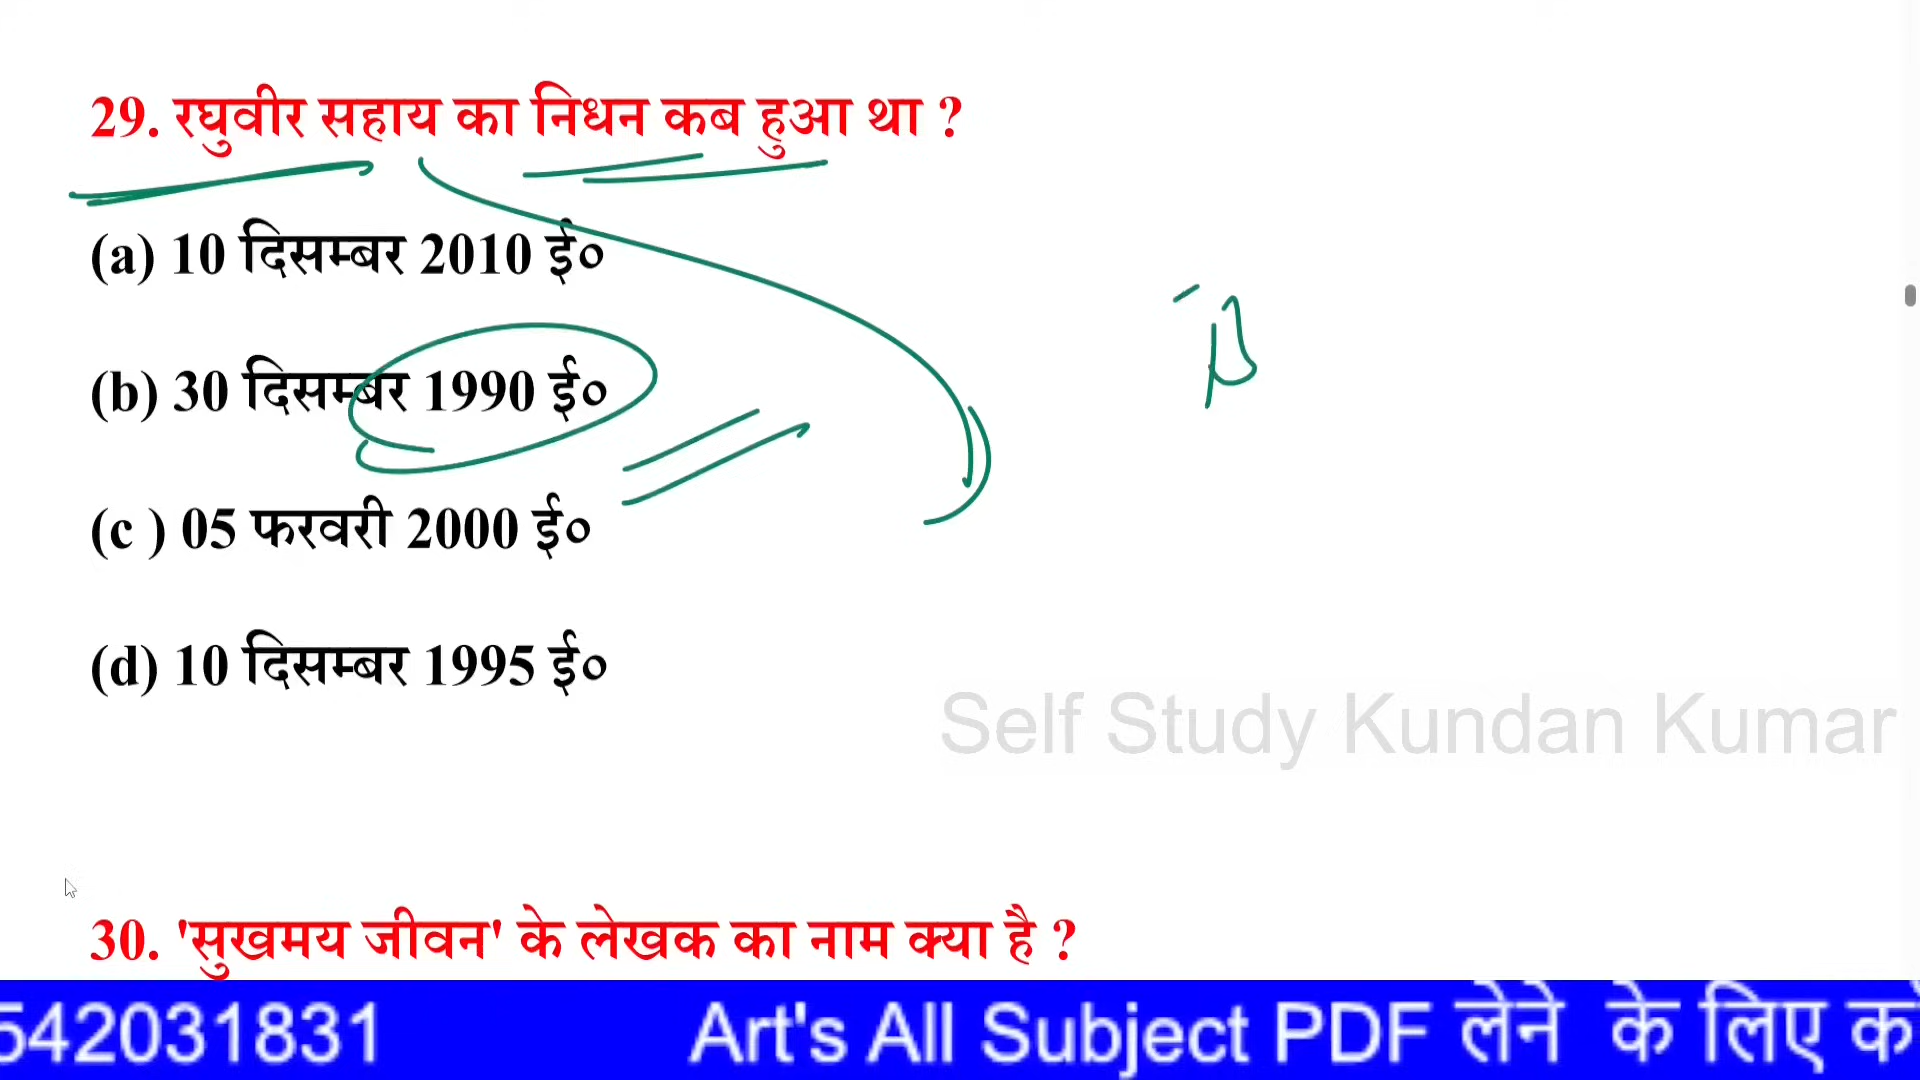 29. रघुवीर सहाय का निधन कब हुआ था ?
(a) 10 दिसम्बर 2010 ई०
(b) 30 दिसम्बर 1990 ई०
(c ) 05 फरवरी 2000 ई०
(d) 10 दिसम्बर 1995 ई०
Self Study Kundan Kumar
30. 'सुखमय जीवन' के लेखक का नाम क्या है ?
542031831 Art's All Subject PDF लेने के लिए